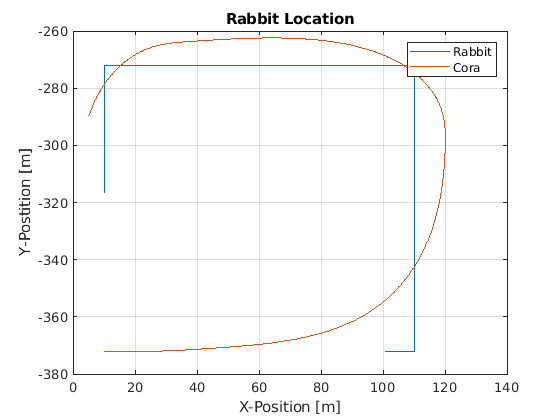 Rabbit Location
Rabbit
Cora
-260
-280
-300
-320
-340
-360
-380
0 20 40 60 80 100 120 140
Y-Postition [m]
X-Position [m]